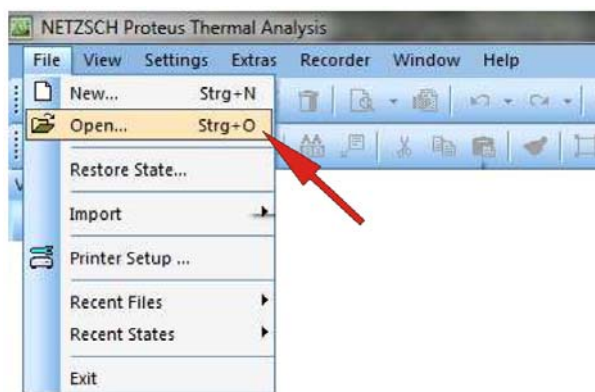 NETZSCH Proteus Thermal Analysis
File View Settings Extras Recorder Window Help
New... Strg+N
Open... Strg+O
Restore State...
Import
Printer Setup ...
Recent Files
Recent States
Exit